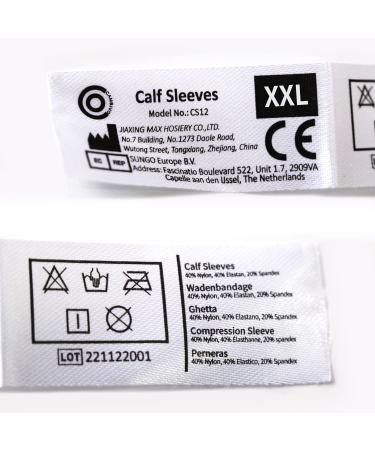 Calf Sleeves
XXL
Model No.:CS12
JIAXING MAX HOSIERY CO.,LTD.
No.7 Building, No.1273 Daole Road,
Wutong Street, Tongxiang, Zhejiang, China
CE
EC REP
SUNGO Europe B.V.
Address: Fascinatio Boulevard 522, Unit 1.7, 2909VA
Capelle aan den IJssel, The Netherlands
Calf Sleeves
40% Nylon, 40% Elastan, 20% Spandex
Wadenbandage
40% Nylon, 40% Elastan, 20% Spandex
Ghetta
40% Nylon, 40% Elastano, 20% Spandex
Compression Sleeve
40% Nylon, 40% Élasthanne, 20% spandex
Perneras
40% Nylon, 40% Elastico, 20% Spandex
LOT 221122001